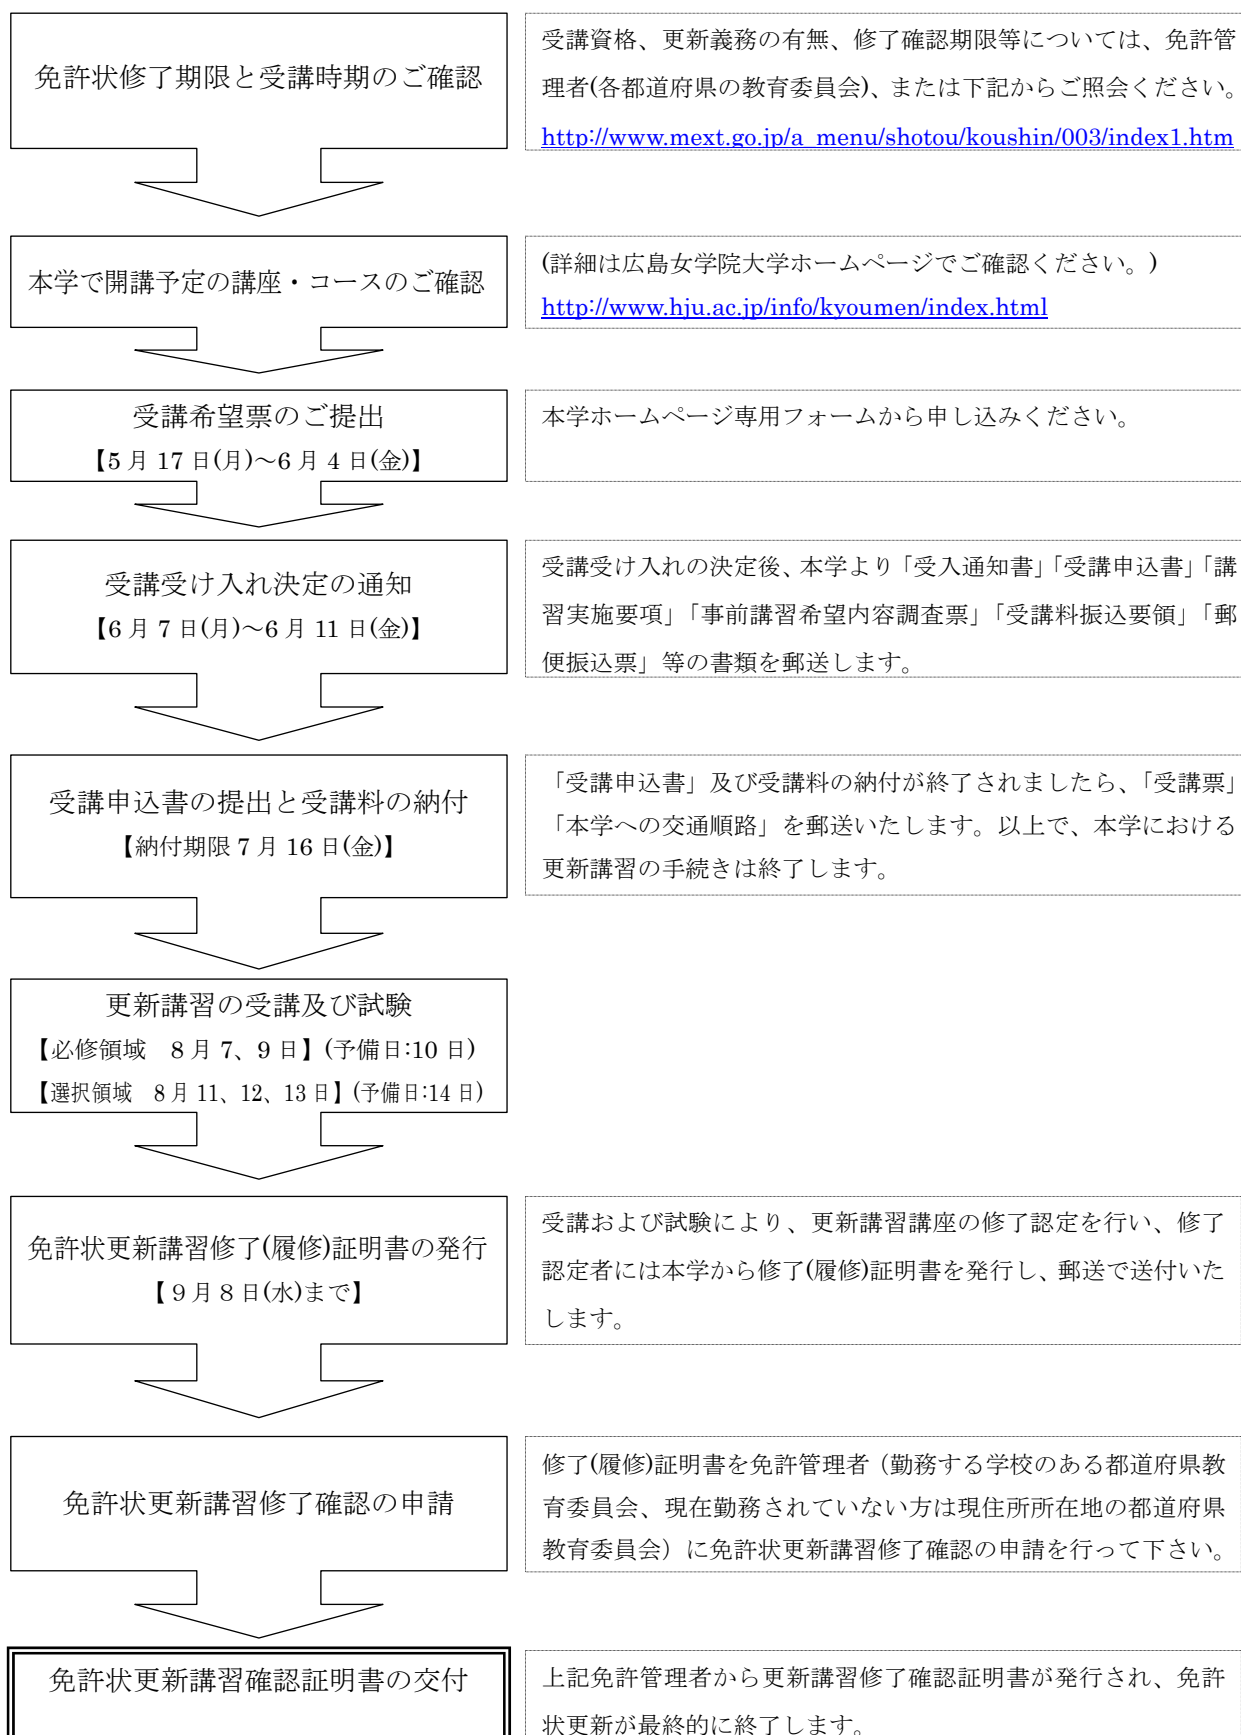 免許状修了期限と受講時期のご確認
受講資格、更新義務の有無、修了確認期限等については、免許管
理者(各都道府県の教育委員会)、または下記からご照会ください。
http://www.mext.go.jp/a_menu/shotou/koushin/003/index1.htm
本学で開講予定の講座・コースのご確認
(詳細は広島女学院大学ホームページでご確認ください。)
http://www.hju.ac.jp/info/kyoumen/index.html
受講希望票のご提出
【5月17日(月)～6月4日(金)】
本学ホームページ専用フォームから申し込みください。
受講受け入れ決定の通知
【6月7日(月)～6月11日(金)】
受講受け入れの決定後、本学より「受入通知書」「受講申込書」「講
習実施要項」「事前講習希望内容調査票」「受講料振込要領」「郵
便振込票」等の書類を郵送します。
受講申込書の提出と受講料の納付
【納付期限7月16日(金)】
「受講申込書」及び受講料の納付が終了されましたら、「受講票」
「本学への交通順路」を郵送いたします。以上で、本学における
更新講習の手続きは終了します。
更新講習の受講及び試験
【必修領域　8月7、9日】(予備日:10日)
【選択領域　8月11、12、13日】(予備日:14日)
免許状更新講習修了(履修)証明書の発行
【９月８日(水)まで】
受講および試験により、更新講習講座の修了認定を行い、修了
認定者には本学から修了(履修)証明書を発行し、郵送で送付いた
します。
免許状更新講習修了確認の申請
修了(履修)証明書を免許管理者（勤務する学校のある都道府県教
育委員会、現在勤務されていない方は現住所所在地の都道府県
教育委員会）に免許状更新講習修了確認の申請を行って下さい。
免許状更新講習確認証明書の交付
上記免許管理者から更新講習修了確認証明書が発行され、免許
状更新が最終的に終了します。